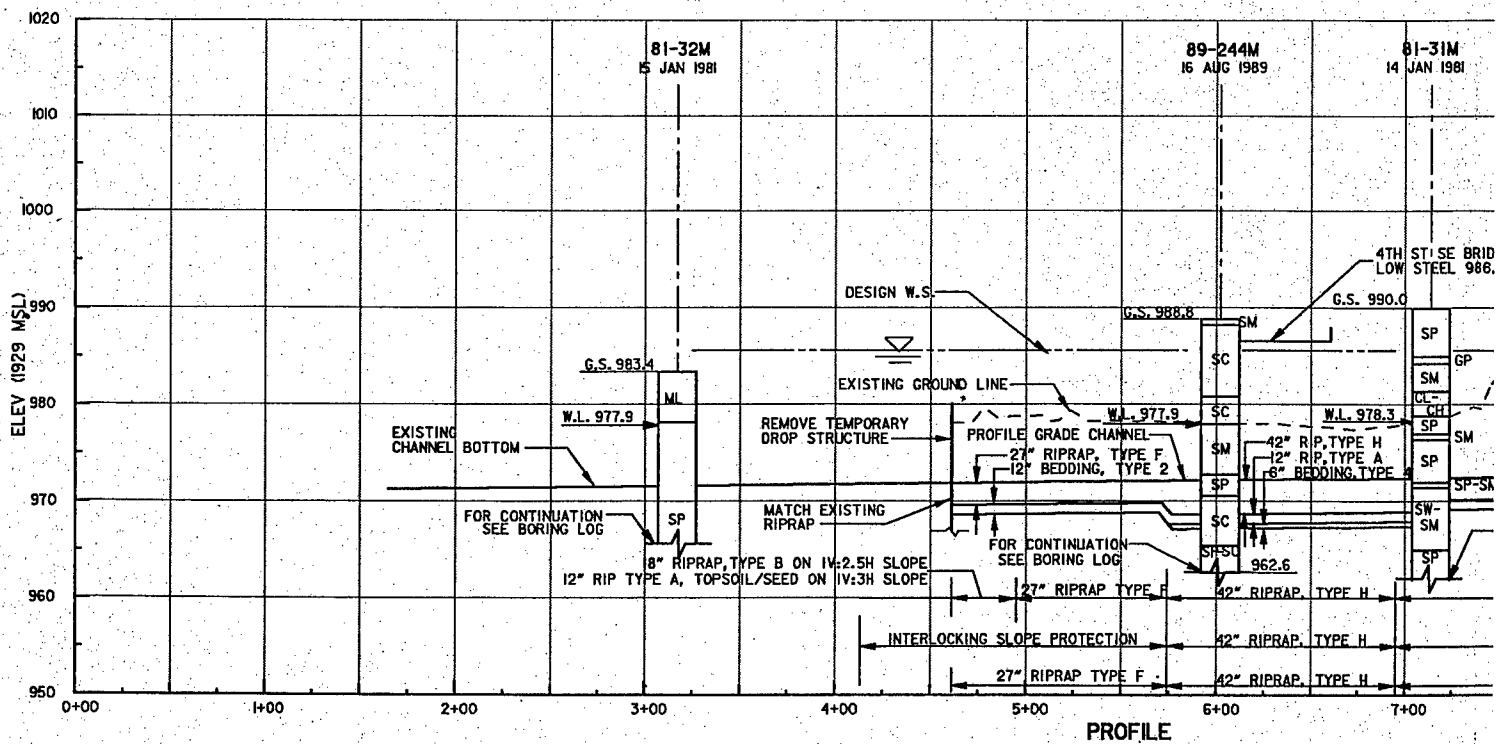 1020
81-32M
15 JAN 1981
89-244M
16 AUG 1989
81-31M
14 JAN 1981
1010
1000
4TH ST SE BRID
LOW STEEL 986.
DESIGN W.S.
G.S. 990.0
990
G.S. 988.8
SM
SP
SC
GP
G.S. 983.4
EXISTING GROUND LINE
SM
ELEV (1929 MSL)
980
ML
CL-
CH
W.L. 977.9
SC
W.L. 977.9
W.L. 978.3
SP
REMOVE TEMPORARY
DROP STRUCTURE
PROFILE GRADE CHANNEL
SM
SM
EXISTING
CHANNEL BOTTOM
27" RIPRAP, TYPE F
12" BEDDING, TYPE 2
42" RIP, TYPE H
12" RIP, TYPE A
6" BEDDING, TYPE 4
SP
SP
SP-SM
970
MATCH EXISTING
RIPRAP
SW-
SM
FOR CONTINUATION
SEE BORING LOG
SP
SC
FOR CONTINUATION
SEE BORING LOG
SP-SC
962.6
SP
18" RIPRAP, TYPE B ON 1V:2.5H SLOPE
12" RIP TYPE A, TOPSOIL/SEED ON 1V:3H SLOPE
960
27" RIPRAP TYPE F
42" RIPRAP, TYPE H
INTERLOCKING SLOPE PROTECTION
42" RIPRAP, TYPE H
27" RIPRAP TYPE F
42" RIPRAP, TYPE H
950
0+00
1+00
2+00
3+00
4+00
5+00
6+00
7+00
PROFILE